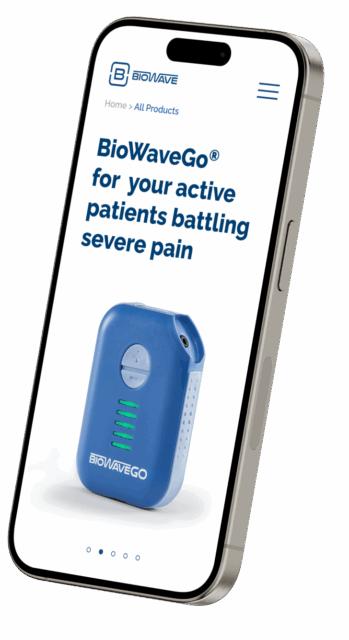 BIOWAVE
Home > All Products
BioWaveGo®
for your active
patients battling
severe pain
BIOWAVEGO